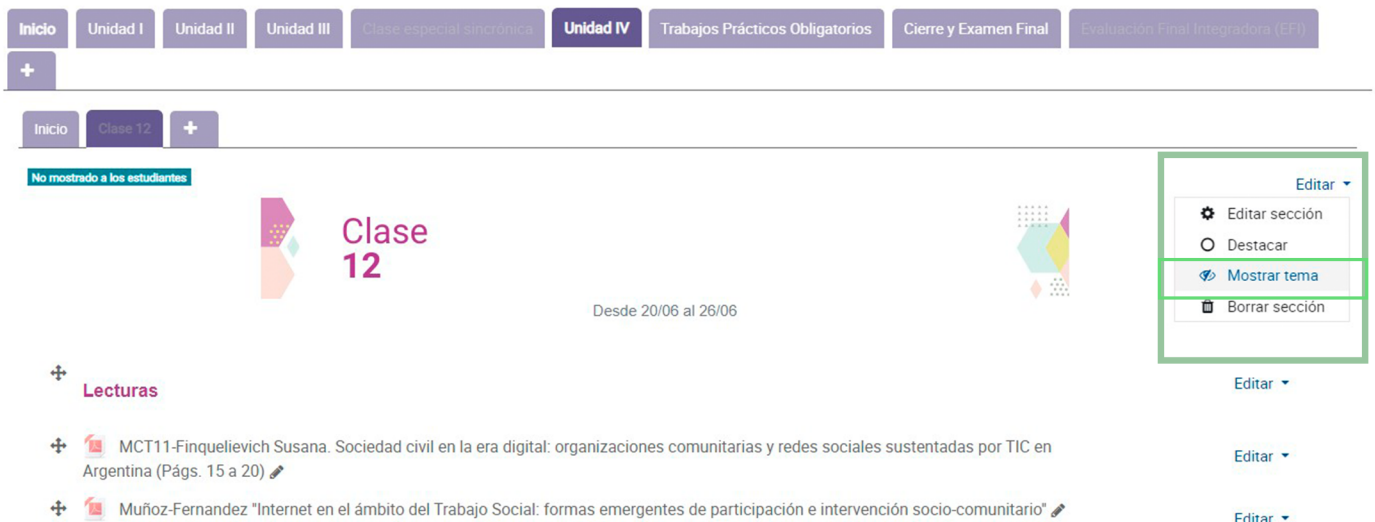 Inicio Unidad I Unidad II Unidad III Clase especial sincrónica Unidad IV Trabajos Prácticos Obligatorios Cierre y Examen Final Evaluación Final Integradora (EFI)
+
Inicio Clase 12 +
No mostrado a los estudiantes
Editar
Editar sección
Destacar
Mostrar tema
Borrar sección
Clase
12
Desde 20/06 al 26/06
Lecturas Editar
MCT11-Finquelievich Susana. Sociedad civil en la era digital: organizaciones comunitarias y redes sociales sustentadas por TIC en
Argentina (Págs. 15 a 20) Editar
Muñoz-Fernandez "Internet en el ámbito del Trabajo Social: formas emergentes de participación e intervención socio-comunitario" Editar